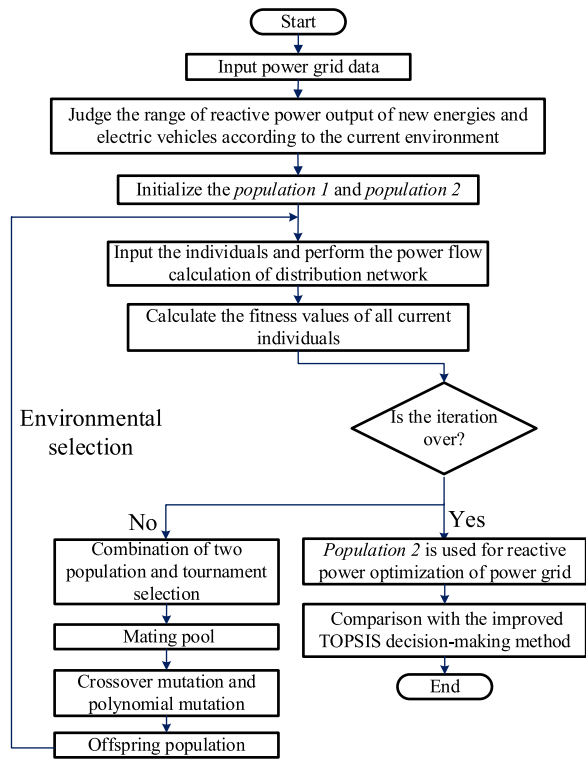 Start
Input power grid data
Judge the range of reactive power output of new energies and
electric vehicles according to the current environment
Initialize the population 1 and population 2
Input the individuals and perform the power flow
calculation of distribution network
Calculate the fitness values of all current
individuals
Is the iteration
over?
Environmental
selection
No
Yes
Combination of two
population and tournament
selection
Mating pool
Crossover mutation and
polynomial mutation
Offspring population
Population 2 is used for reactive
power optimization of power grid
Comparison with the improved
TOPSIS decision-making method
End